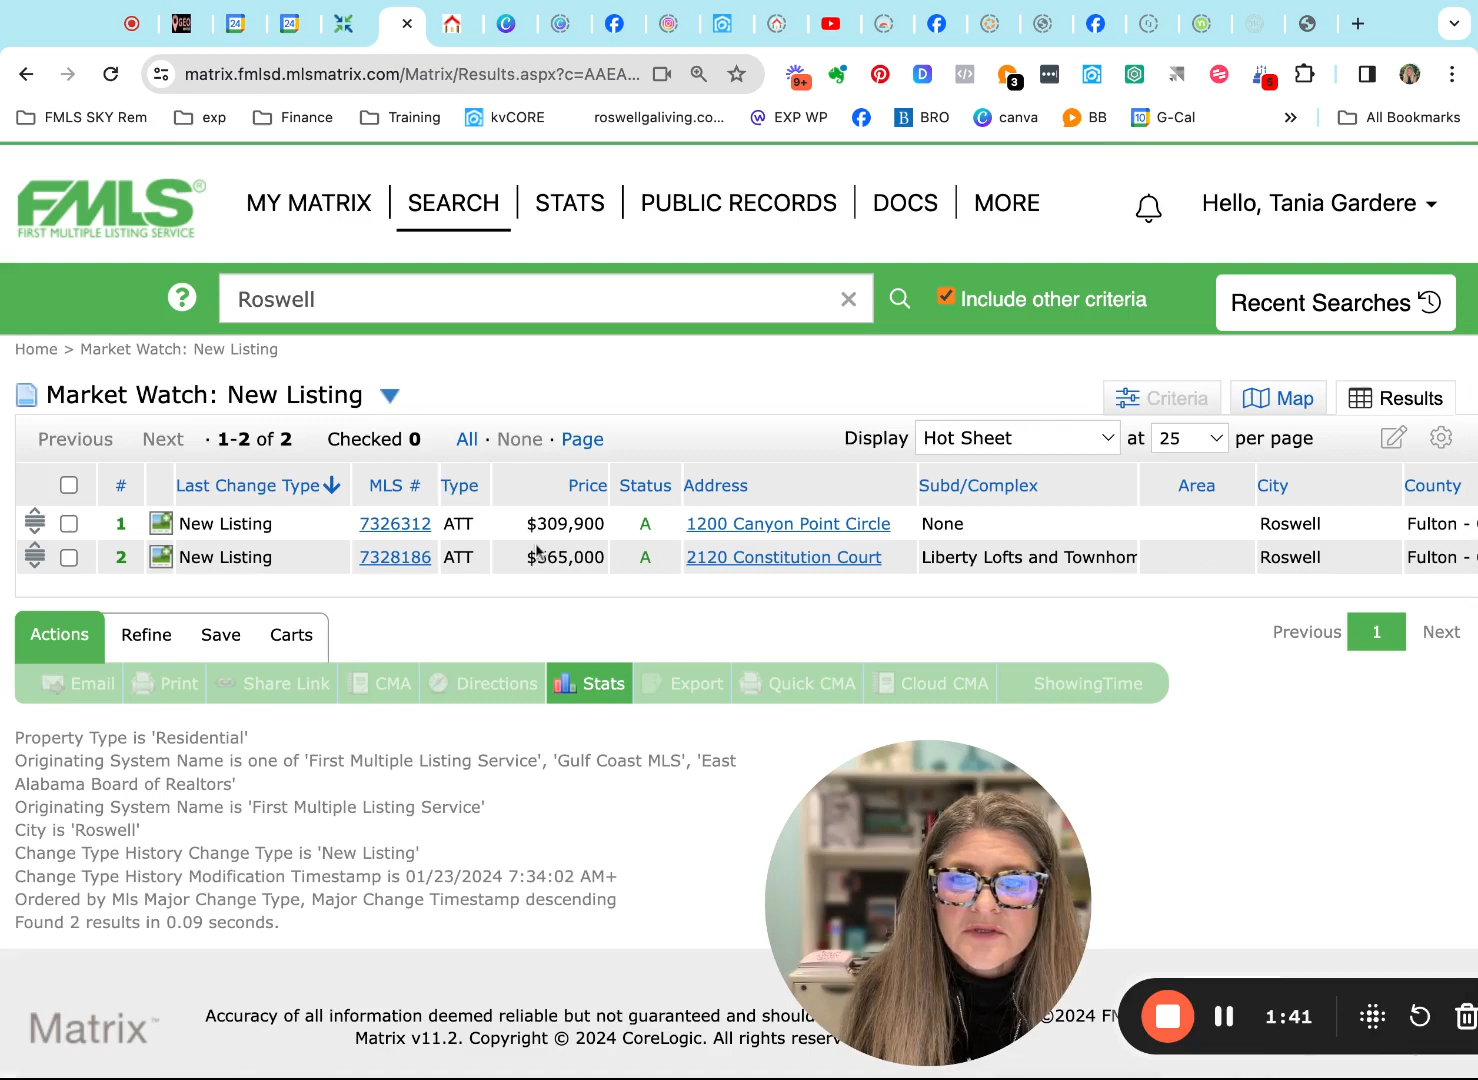 24
24
matrix.fmlsd.mlsmatrix.com/Matrix/Results.aspx?c=AAEA...
9+
D
3
FMLS SKY Rem
exp
Finance
Training
kvCORE
roswellgaliving.co...
EXP WP
B BRO
canva
BB
10 G-Cal
All Bookmarks
FMLS®
FIRST MULTIPLE LISTING SERVICE
MY MATRIX
SEARCH
STATS
PUBLIC RECORDS
DOCS
MORE
Hello, Tania Gardere
?
Roswell
Include other criteria
Recent Searches
Home > Market Watch: New Listing
Market Watch: New Listing
Criteria
Map
Results
Previous Next · 1-2 of 2 Checked 0 All · None · Page
Display Hot Sheet at 25 per page
# Last Change Type MLS # Type Price Status Address Subd/Complex Area City County
1 New Listing 7326312 ATT $309,900 A 1200 Canyon Point Circle None Roswell Fulton -
2 New Listing 7328186 ATT $565,000 A 2120 Constitution Court Liberty Lofts and Townhom Roswell Fulton -
Actions Refine Save Carts
Previous 1 Next
Email Print Share Link CMA Directions Stats Export Quick CMA Cloud CMA ShowingTime
Property Type is 'Residential'
Originating System Name is one of 'First Multiple Listing Service', 'Gulf Coast MLS', 'East
Alabama Board of Realtors'
Originating System Name is 'First Multiple Listing Service'
City is 'Roswell'
Change Type History Change Type is 'New Listing'
Change Type History Modification Timestamp is 01/23/2024 7:34:02 AM+
Ordered by Mls Major Change Type, Major Change Timestamp descending
Found 2 results in 0.09 seconds.
Matrix™
Accuracy of all information deemed reliable but not guaranteed and should ©2024 FM
Matrix v11.2. Copyright © 2024 CoreLogic. All rights reserv
1:41